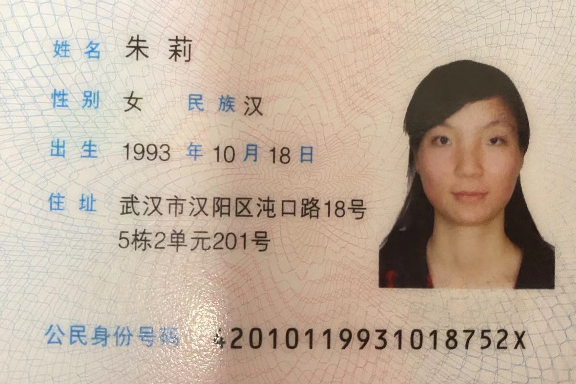 姓名 朱莉
性别 女 民族 汉
出生 1993 年 10 月 18 日
住址 武汉市汉阳区沌口路18号
5栋2单元201号
公民身份号码 42010119931018752X